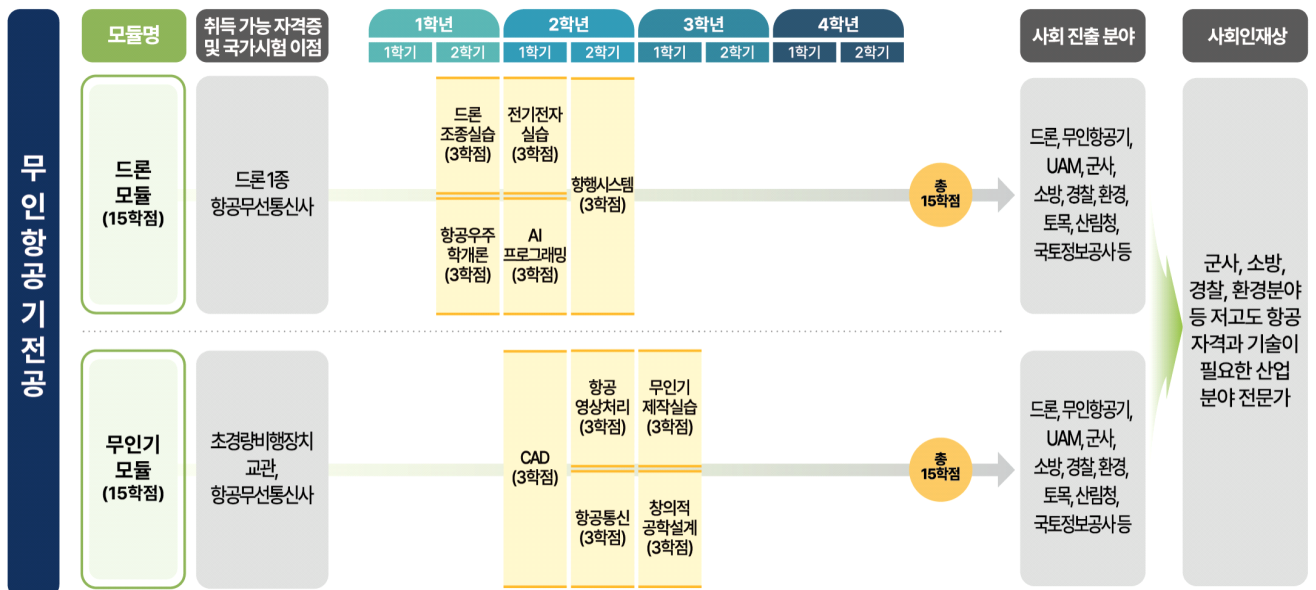 무인항공기전공
모듈명
취득 가능 자격증
및 국가시험 이점
1학년
2학년
3학년
4학년
1학기
2학기
1학기
2학기
1학기
2학기
1학기
2학기
사회 진출 분야
사회인재상
드론
모듈
(15학점)
드론 1종
항공무선통신사
드론
조종실습
(3학점)
항공우주
학개론
(3학점)
전기전자
실습
(3학점)
AI
프로그래밍
(3학점)
항행시스템
(3학점)
총
15학점
드론, 무인항공기,
UAM, 군사,
소방, 경찰, 환경,
토목, 산림청,
국토정보공사 등
무인기
모듈
(15학점)
초경량비행장치
교관,
항공무선통신사
CAD
(3학점)
항공
영상처리
(3학점)
항공통신
(3학점)
무인기
제작실습
(3학점)
창의적
공학설계
(3학점)
총
15학점
드론, 무인항공기,
UAM, 군사,
소방, 경찰, 환경,
토목, 산림청,
국토정보공사 등
군사, 소방,
경찰, 환경분야
등 저고도 항공
자격과 기술이
필요한 산업
분야 전문가